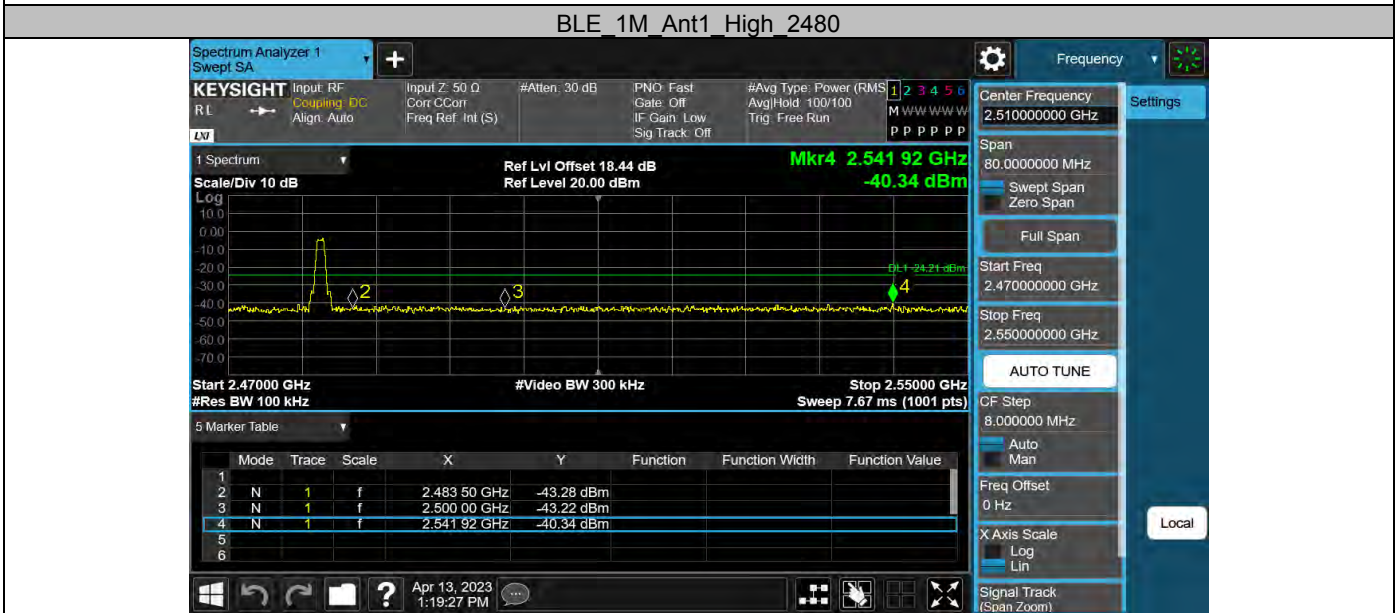 BLE_1M_Ant1_High_2480
Spectrum Analyzer 1
Swept SA
+
Frequency
KEYSIGHT
RL
LXI
Input: RF
Coupling: DC
Align: Auto
Input Z: 50 Ω
Corr CCorr
Freq Ref: Int (S)
#Atten: 30 dB
PNO: Fast
Gate: Off
IF Gain: Low
Sig Track: Off
#Avg Type: Power (RMS
Avg|Hold: 100/100
Trig: Free Run
1 2 3 4 5 6
M W W W W W
P P P P P P
Center Frequency
2.510000000 GHz
Settings
1 Spectrum
Scale/Div 10 dB
Ref Lvl Offset 18.44 dB
Ref Level 20.00 dBm
Mkr4 2.541 92 GHz
-40.34 dBm
Log
10.0
0.00
-10.0
-20.0
-30.0
-40.0
-50.0
-60.0
-70.0
DL1 -24.21 dBm
2
3
4
Start 2.47000 GHz
#Res BW 100 kHz
#Video BW 300 kHz
Stop 2.55000 GHz
Sweep 7.67 ms (1001 pts)
Span
80.0000000 MHz
Swept Span
Zero Span
Full Span
Start Freq
2.470000000 GHz
Stop Freq
2.550000000 GHz
AUTO TUNE
CF Step
8.000000 MHz
Auto
Man
Freq Offset
0 Hz
X Axis Scale
Log
Lin
Signal Track
(Span Zoom)
Local
5 Marker Table
Mode Trace Scale X Y Function Function Width Function Value
1
2 N 1 f 2.483 50 GHz -43.28 dBm
3 N 1 f 2.500 00 GHz -43.22 dBm
4 N 1 f 2.541 92 GHz -40.34 dBm
5
6
?
Apr 13, 2023
1:19:27 PM